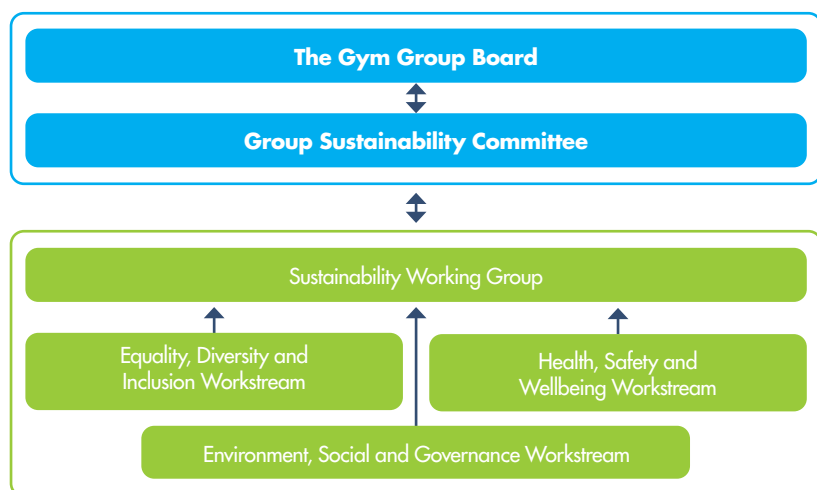 The Gym Group Board
Group Sustainability Committee
Sustainability Working Group
Equality, Diversity and
Inclusion Workstream
Health, Safety and
Wellbeing Workstream
Environment, Social and Governance Workstream